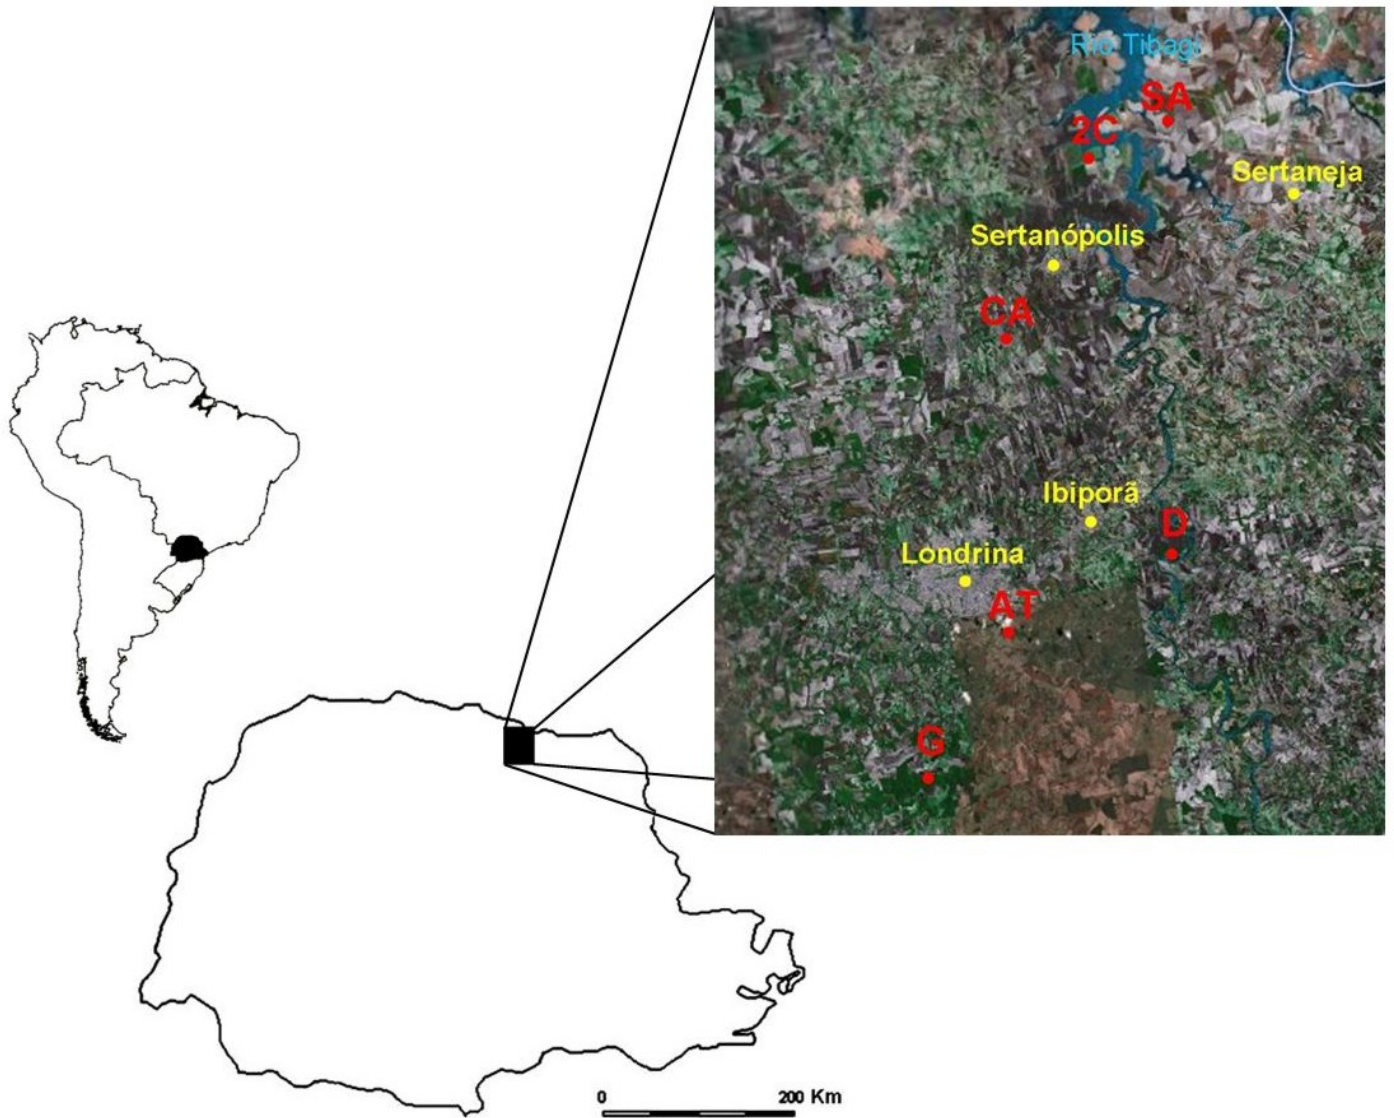 Rio Tibagi
SA
2C
Sertaneja
Sertanópolis
CA
Ibiporã
D
Londrina
AT
G
0 200 Km